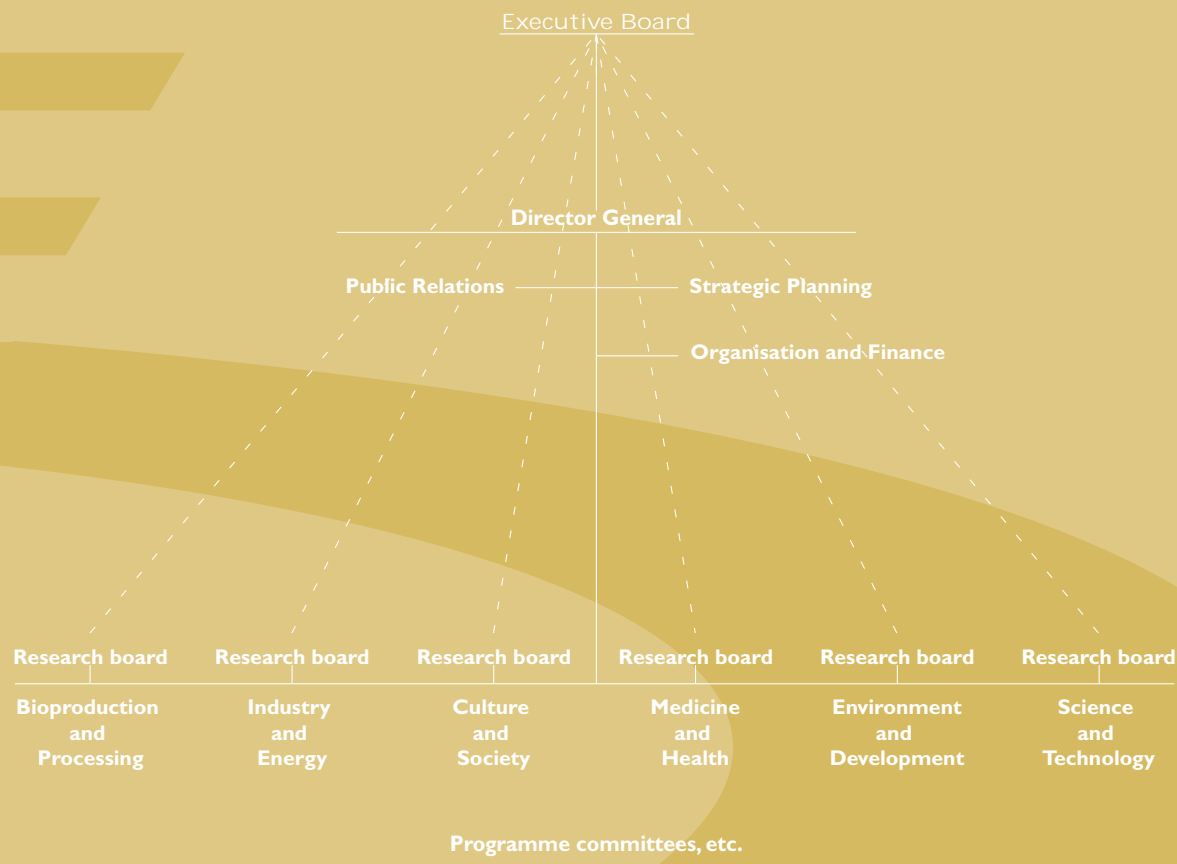 Executive Board
Director General
Public Relations
Strategic Planning
Organisation and Finance
Research board
Research board
Research board
Research board
Research board
Research board
Bioproduction
and
Processing
Industry
and
Energy
Culture
and
Society
Medicine
and
Health
Environment
and
Development
Science
and
Technology
Programme committees, etc.